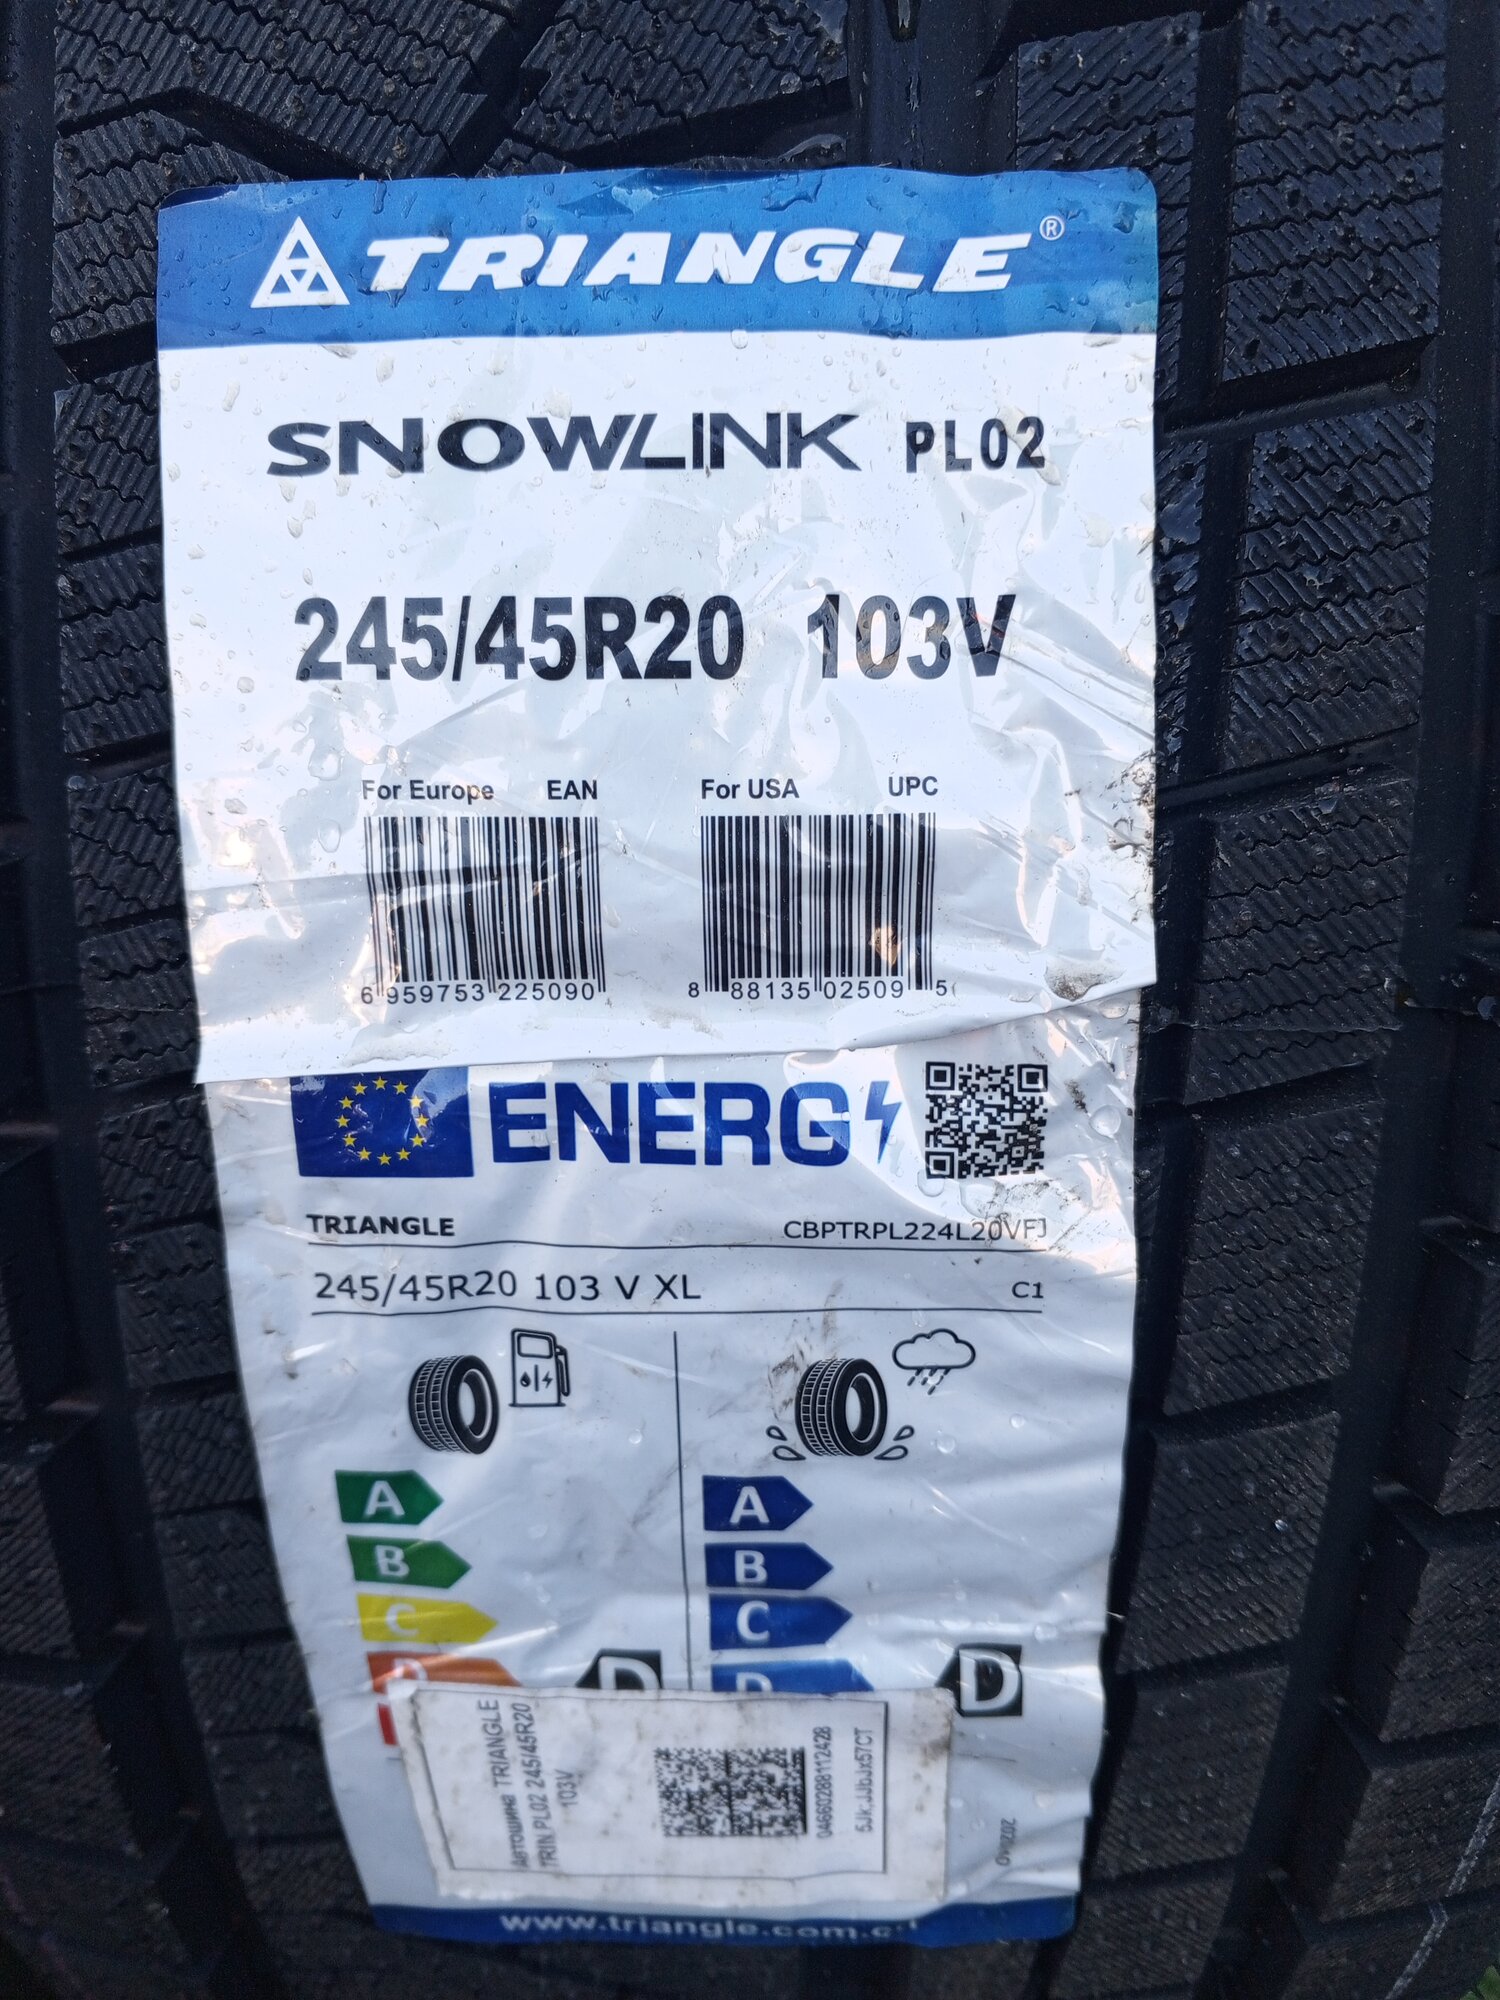 TRIANGLE®
SNOWLINK PL02
245/45R20 103V
For Europe EAN
For USA UPC
6 959753 225090
8 88135 02509 5
ENERG
TRIANGLE
CBPTRPL224L20VFJ
245/45R20 103 V XL
C1
A
B
C
D
D
A
B
C
D
D
Автошина TRIANGLE
TRIN PL02 245/45R20
103V
04660288112428
www.triangle.com.cn